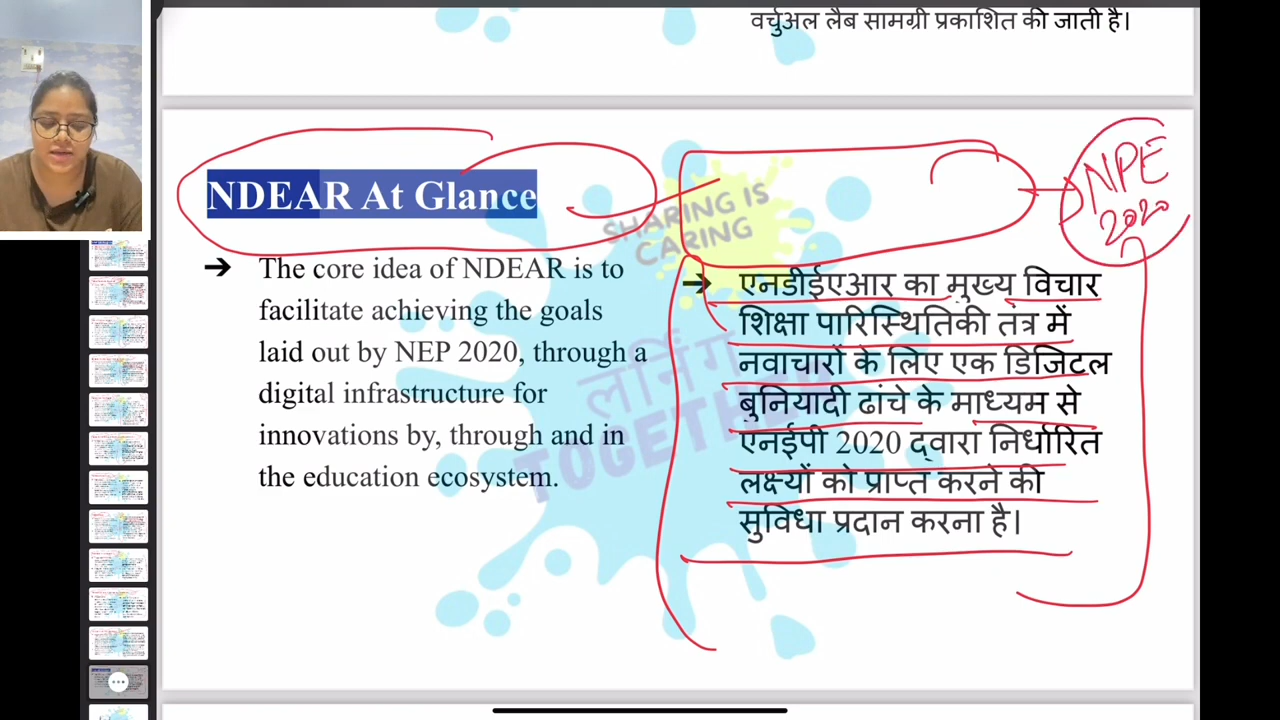 वर्चुअल लैब सामग्री प्रकाशित की जाती है।
NDEAR At Glance
NPE
2020
SHARING IS
CARING
➔ The core idea of NDEAR is to
facilitate achieving the goals
laid out by NEP 2020, through a
digital infrastructure for
innovations by, through and in
the education ecosystem.
➔ एनडीईएआर का मुख्य विचार
शिक्षा पारिस्थितिकी तंत्र में
नवाचारों के लिए एक डिजिटल
बुनियादी ढांचे के माध्यम से
एनईपी 2020 द्वारा निर्धारित
लक्ष्यों को प्राप्त करने की
सुविधा प्रदान करना है।
लर्निंग
TOGETHER